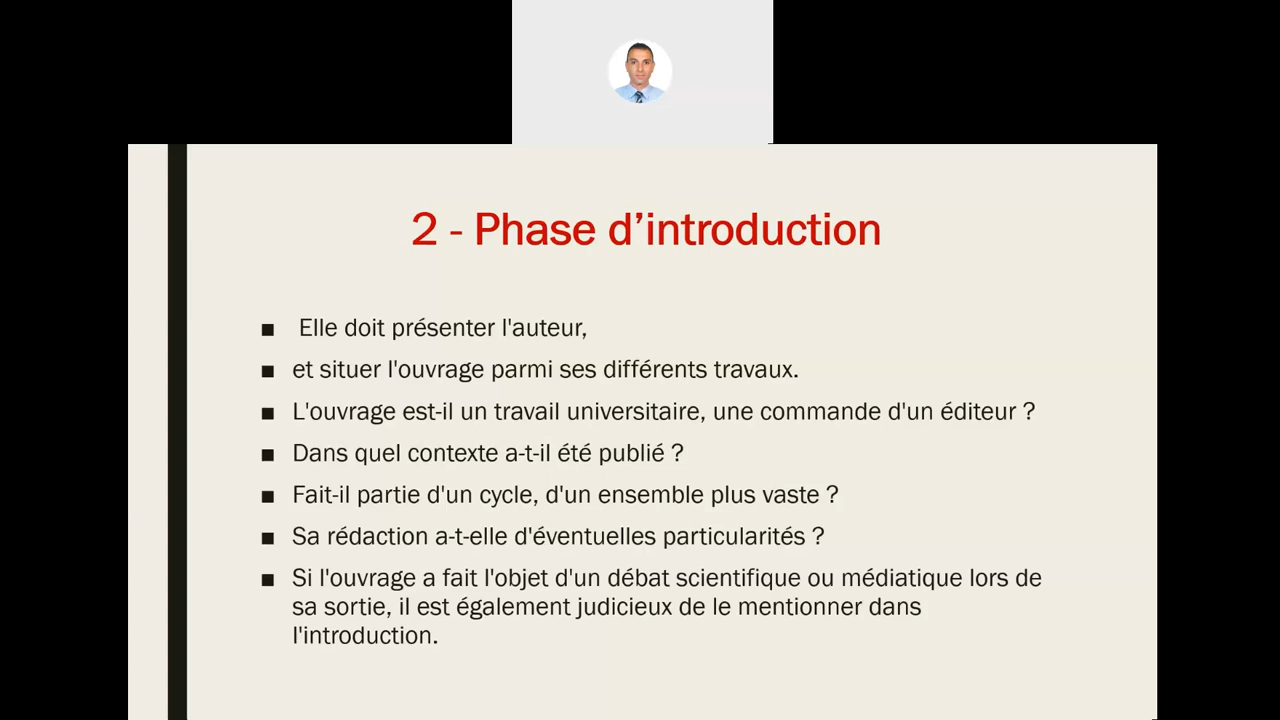 2 - Phase d’introduction
■ Elle doit présenter l'auteur,
■ et situer l'ouvrage parmi ses différents travaux.
■ L'ouvrage est-il un travail universitaire, une commande d'un éditeur ?
■ Dans quel contexte a-t-il été publié ?
■ Fait-il partie d'un cycle, d'un ensemble plus vaste ?
■ Sa rédaction a-t-elle d'éventuelles particularités ?
■ Si l'ouvrage a fait l'objet d'un débat scientifique ou médiatique lors de
sa sortie, il est également judicieux de le mentionner dans
l'introduction.